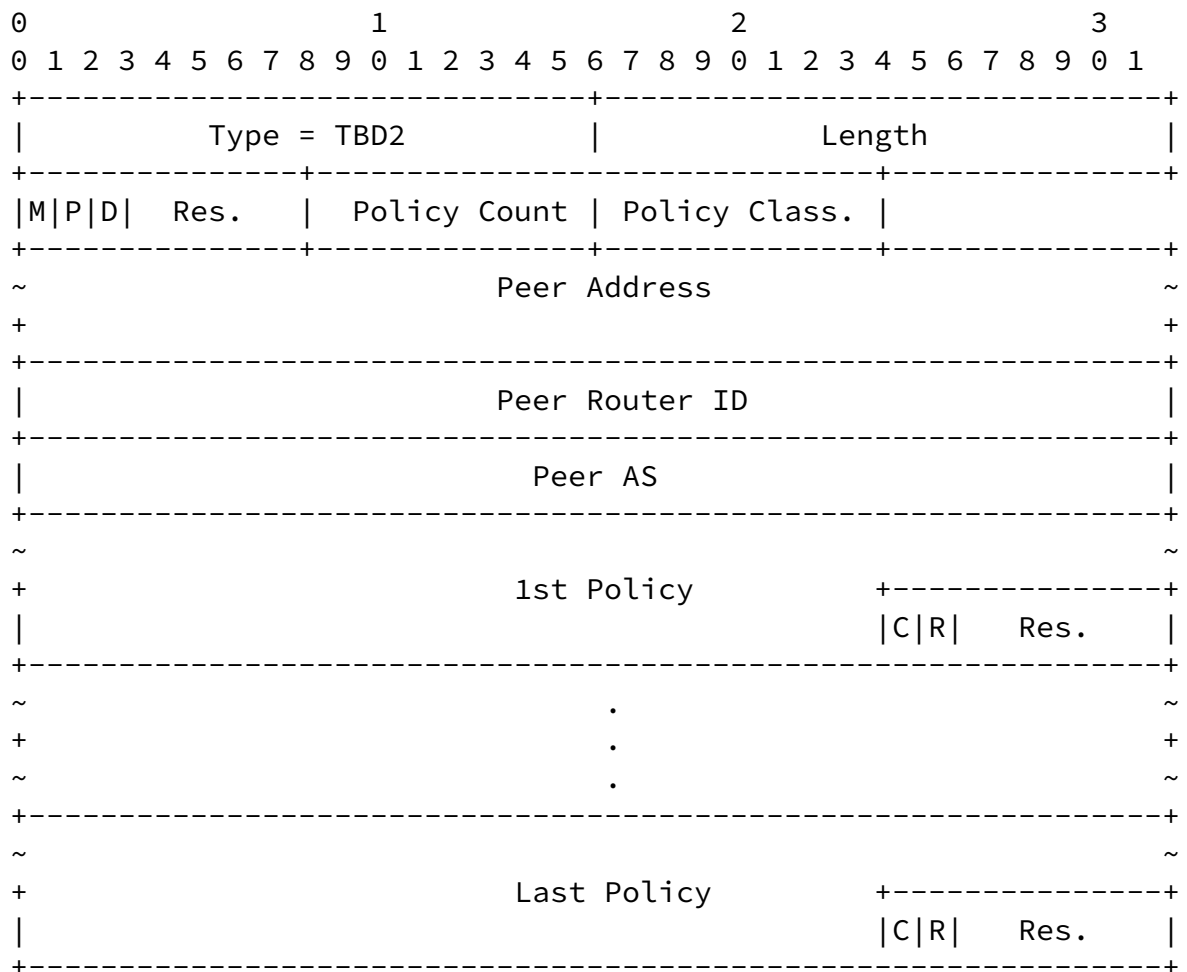 0                   1                   2                   3
0 1 2 3 4 5 6 7 8 9 0 1 2 3 4 5 6 7 8 9 0 1 2 3 4 5 6 7 8 9 0 1
+-------------------------------+-------------------------------+
|          Type = TBD2          |            Length             |
+---------------+-------------------------------+---------------+
|M|P|D|  Res.   |  Policy Count | Policy Class. |
+---------------+---------------+---------------+---------------+
~                          Peer Address                         ~
+                                                               +
+---------------------------------------------------------------+
|                          Peer Router ID                       |
+---------------------------------------------------------------+
|                            Peer AS                            |
+---------------------------------------------------------------+
~                                                               ~
+                           1st Policy          +---------------+
|                                               |C|R|   Res.    |
+---------------------------------------------------------------+
~                                .                              ~
+                                .                              +
~                                .                              ~
+---------------------------------------------------------------+
~                                                               ~
+                           Last Policy         +---------------+
|                                               |C|R|   Res.    |
+---------------------------------------------------------------+